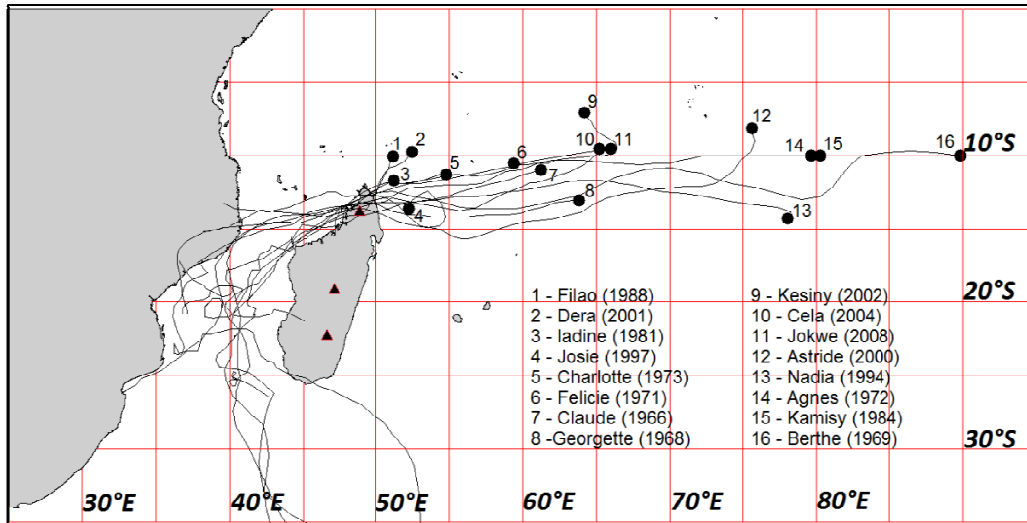 9
12
1
2
10
11
14
15
16
10°S
5
6
7
3
8
4
13
1 - Filao (1988)
2 - Dera (2001)
3 - Iadine (1981)
4 - Josie (1997)
5 - Charlotte (1973)
6 - Felicie (1971)
7 - Claude (1966)
8 -Georgette (1968)
9 - Kesiny (2002)
10 - Cela (2004)
11 - Jokwe (2008)
12 - Astride (2000)
13 - Nadia (1994)
14 - Agnes (1972)
15 - Kamisy (1984)
16 - Berthe (1969)
20°S
30°S
30°E 40°E 50°E 60°E 70°E 80°E